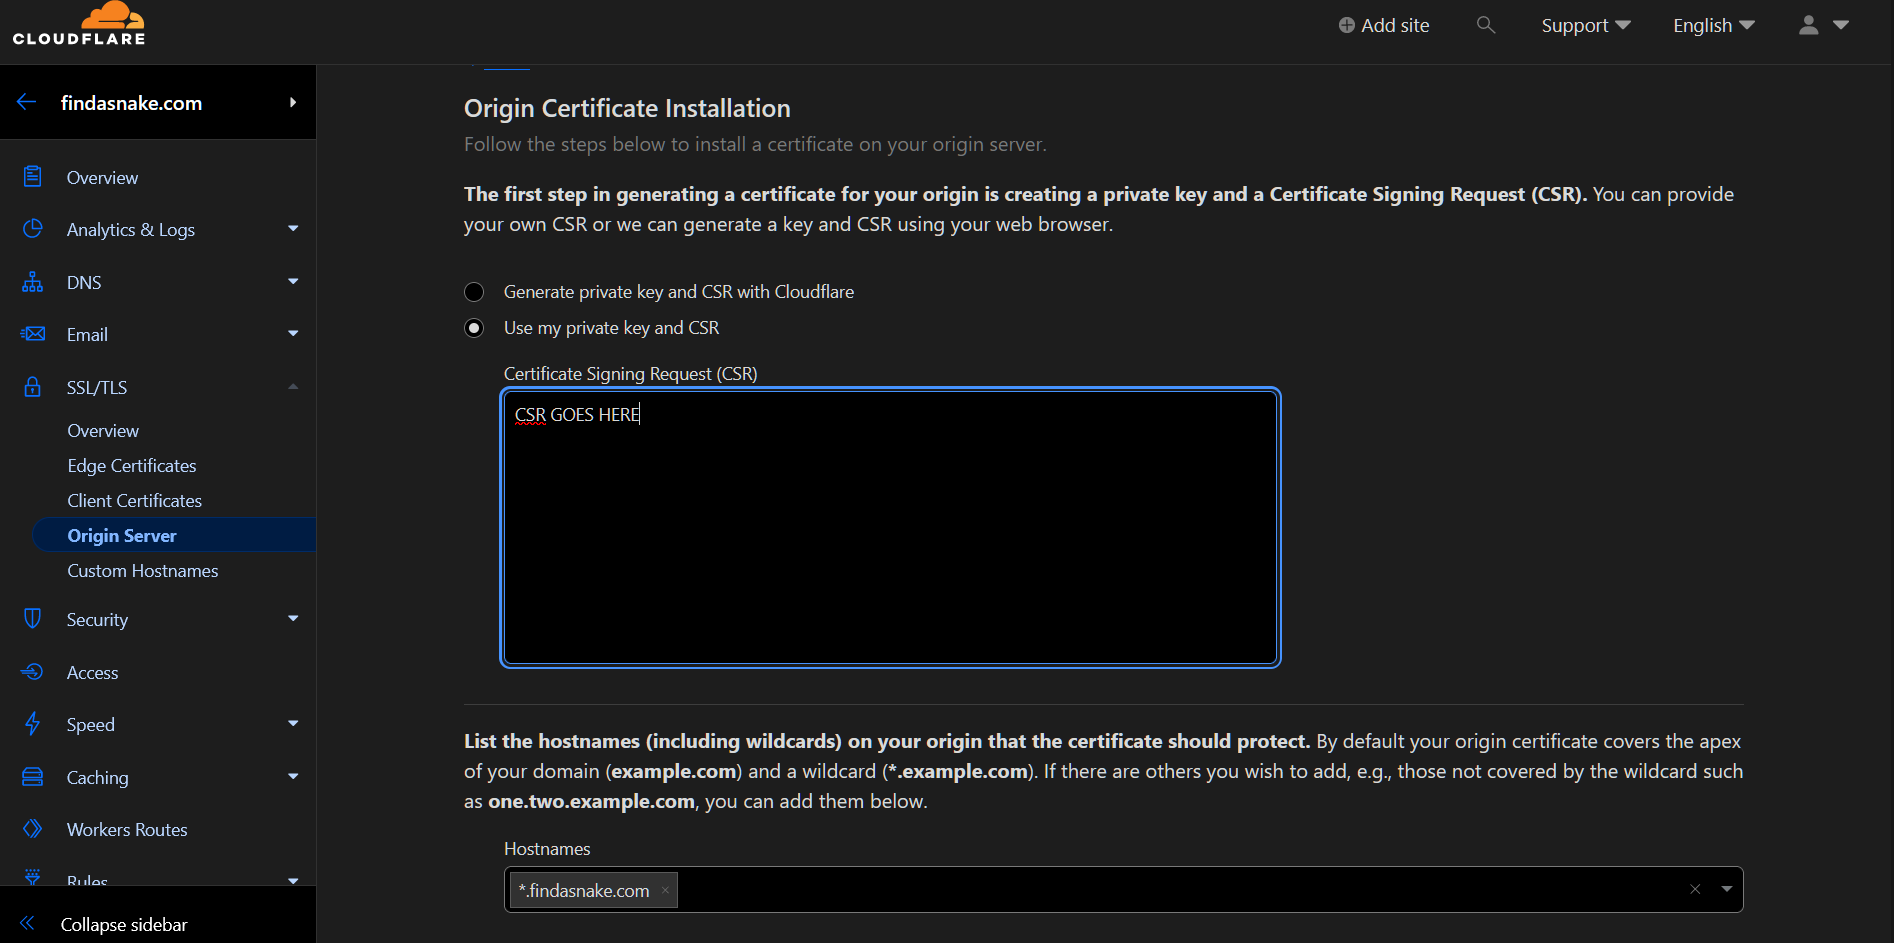 CLOUDFLARE
Add site
Support
English
findasnake.com
Overview
Analytics & Logs
DNS
Email
SSL/TLS
Overview
Edge Certificates
Client Certificates
Origin Server
Custom Hostnames
Security
Access
Speed
Caching
Workers Routes
Rules
Collapse sidebar
Origin Certificate Installation
Follow the steps below to install a certificate on your origin server.
The first step in generating a certificate for your origin is creating a private key and a Certificate Signing Request (CSR). You can provide
your own CSR or we can generate a key and CSR using your web browser.
Generate private key and CSR with Cloudflare
Use my private key and CSR
Certificate Signing Request (CSR)
CSR GOES HERE
List the hostnames (including wildcards) on your origin that the certificate should protect. By default your origin certificate covers the apex
of your domain (example.com) and a wildcard (*.example.com). If there are others you wish to add, e.g., those not covered by the wildcard such
as one.two.example.com, you can add them below.
Hostnames
*.findasnake.com